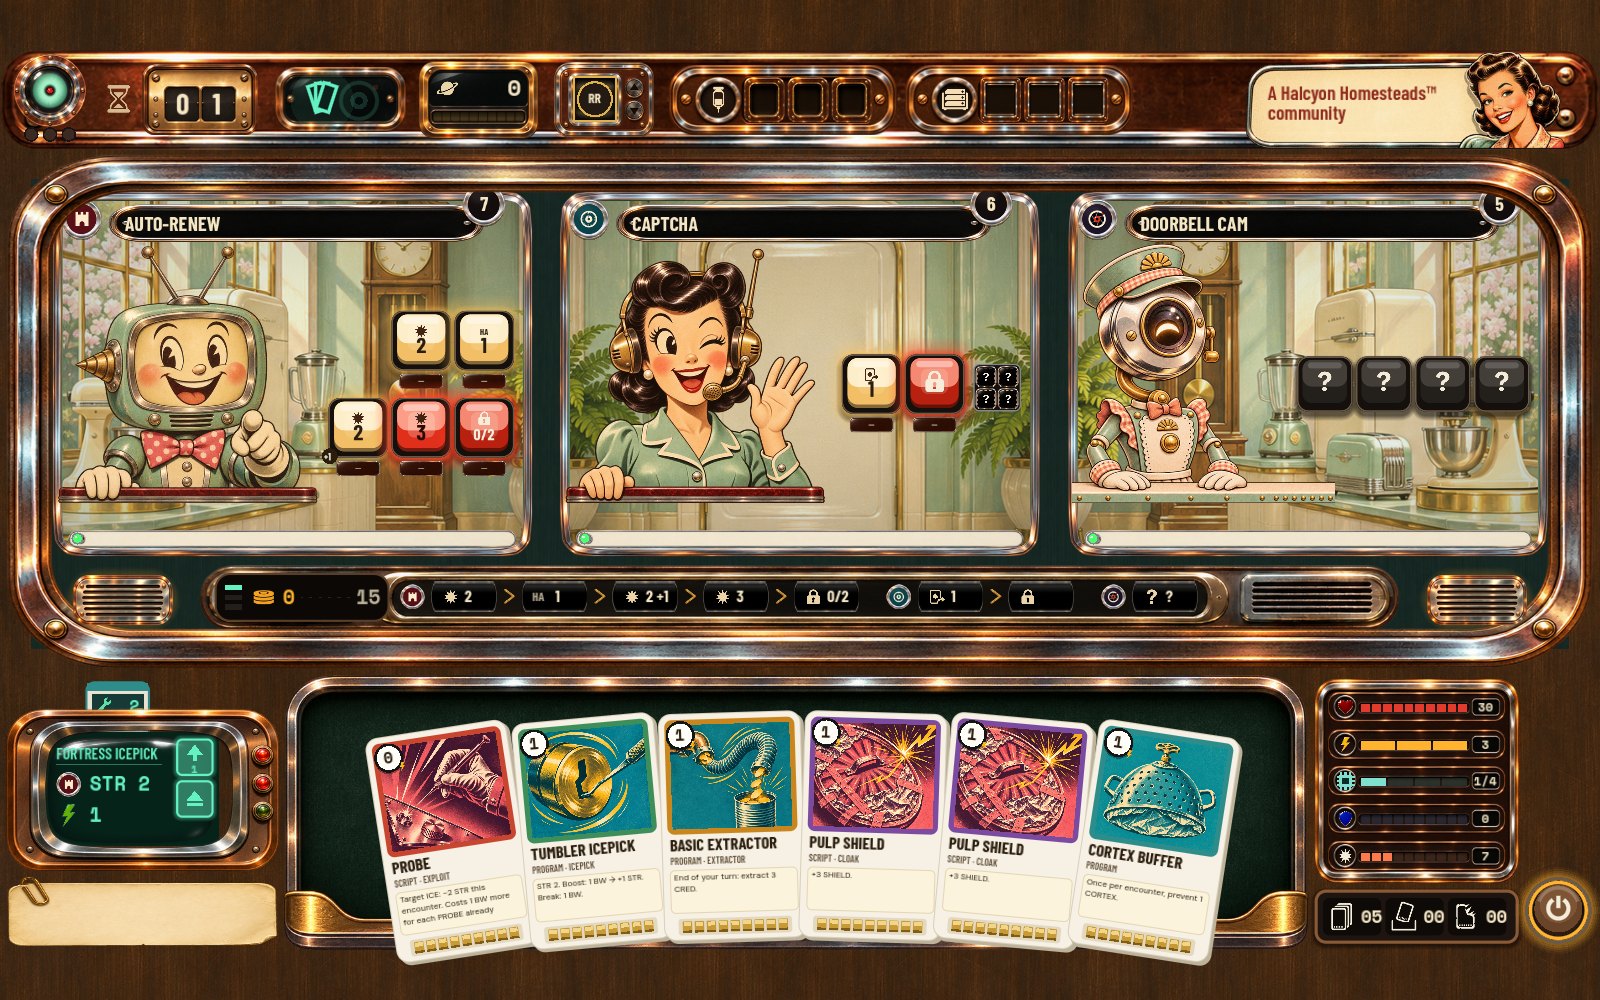 01
0
RR
A Halcyon Homesteads™
community
AUTO-RENEW
7
CAPTCHA
6
DOORBELL CAM
5
2
HA
1
2
+1
3
0/2
1
? ?
? ?
? ? ? ?
0 15
2 > HA 1 > 2 +1 > 3 > 0/2
1 >
? ?
2
FORTRESS ICEPICK
STR 2
1
1
0
PROBE
SCRIPT · EXPLOIT
Target ICE: −2 STR this
encounter. Costs 1 BW more
for each PROBE already
1
TUMBLER ICEPICK
PROGRAM · ICEPICK
STR 2. Boost: 1 BW → +1 STR.
Break: 1 BW.
1
BASIC EXTRACTOR
PROGRAM · EXTRACTOR
End of your turn: extract 3
CRED.
1
PULP SHIELD
SCRIPT · CLOAK
+3 SHIELD.
1
PULP SHIELD
SCRIPT · CLOAK
+3 SHIELD.
1
CORTEX BUFFER
PROGRAM
Once per encounter, prevent 1
CORTEX.
30
3
1/4
0
7
05 00 00